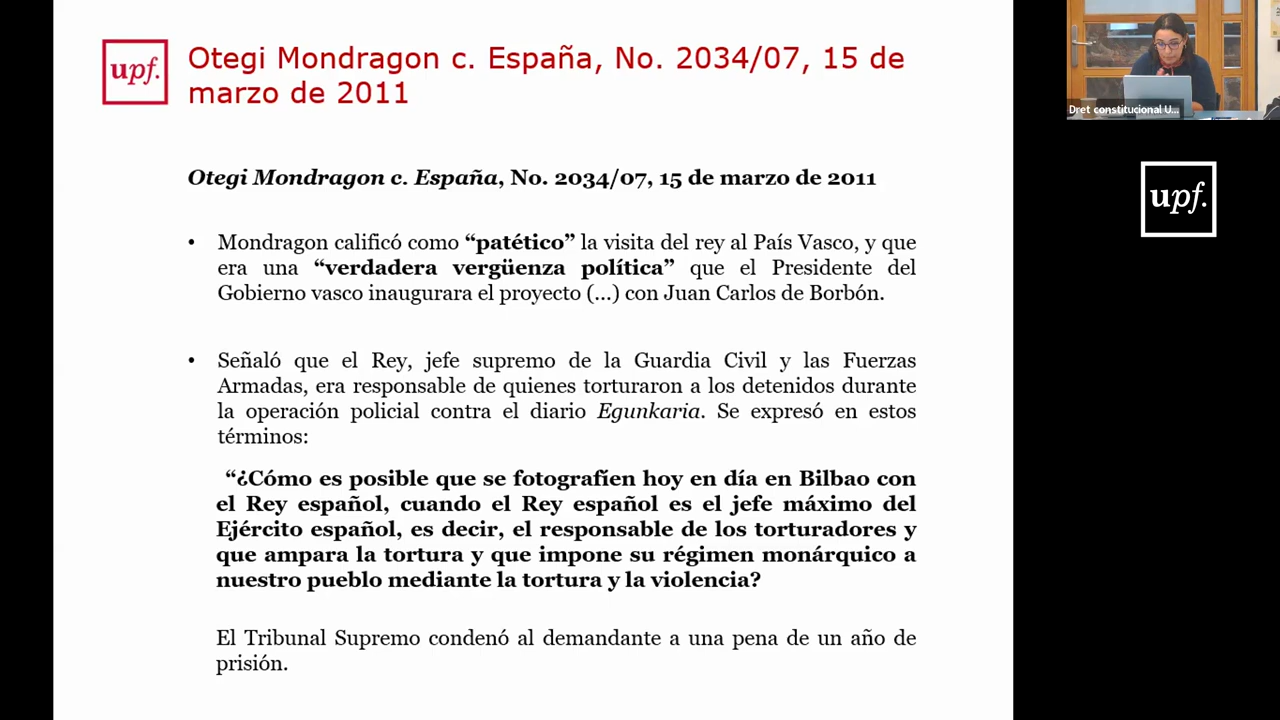 upf.
Otegi Mondragon c. España, No. 2034/07, 15 de
marzo de 2011
Otegi Mondragon c. España, No. 2034/07, 15 de marzo de 2011
• Mondragon calificó como “patético” la visita del rey al País Vasco, y que
era una “verdadera vergüenza política” que el Presidente del
Gobierno vasco inaugurara el proyecto (...) con Juan Carlos de Borbón.
• Señaló que el Rey, jefe supremo de la Guardia Civil y las Fuerzas
Armadas, era responsable de quienes torturaron a los detenidos durante
la operación policial contra el diario Egunkaria. Se expresó en estos
términos:
“¿Cómo es posible que se fotografíen hoy en día en Bilbao con
el Rey español, cuando el Rey español es el jefe máximo del
Ejército español, es decir, el responsable de los torturadores y
que ampara la tortura y que impone su régimen monárquico a
nuestro pueblo mediante la tortura y la violencia?
El Tribunal Supremo condenó al demandante a una pena de un año de
prisión.
Dret constitucional U...
upf.